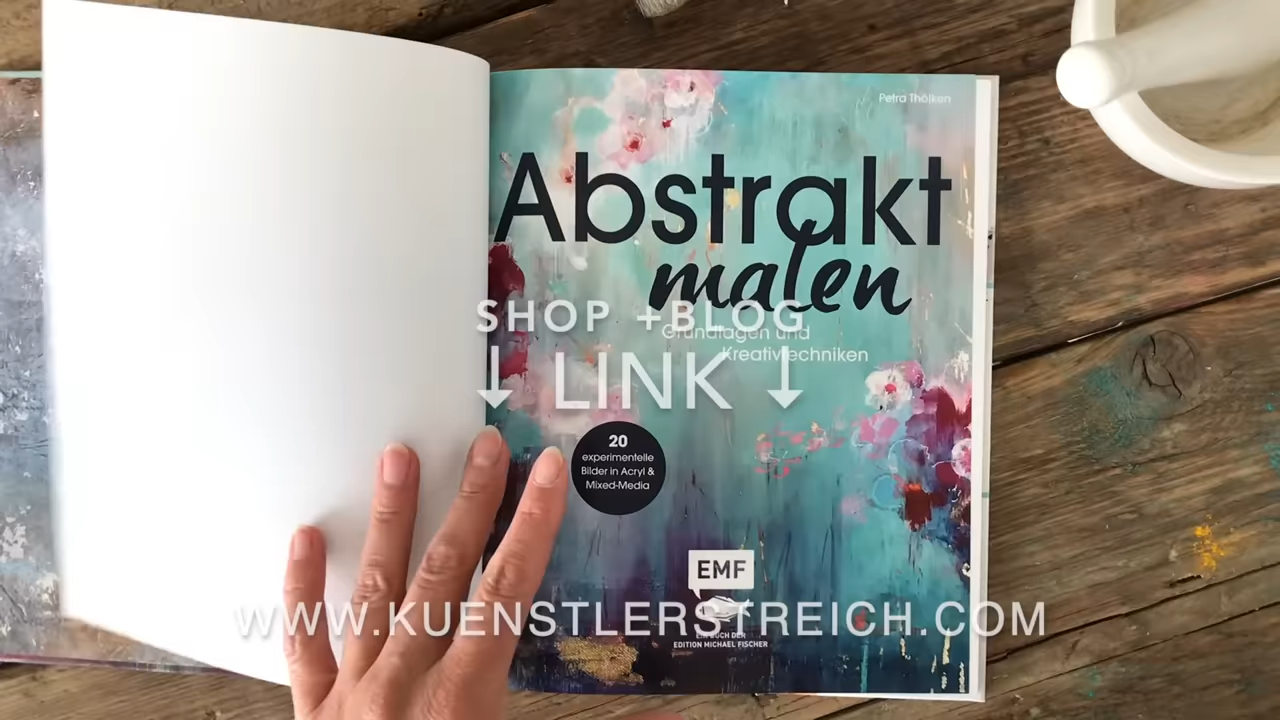 Petra Thölken
Abstrakt
malen
SHOP +BLOG
Grundlagen und
Kreativtechniken
↓ LINK ↓
20
experimentelle
Bilder in Acryl &
Mixed-Media
EMF
WWW.KUENSTLERSTREICH.COM
EIN BUCH DER
EDITION MICHAEL FISCHER